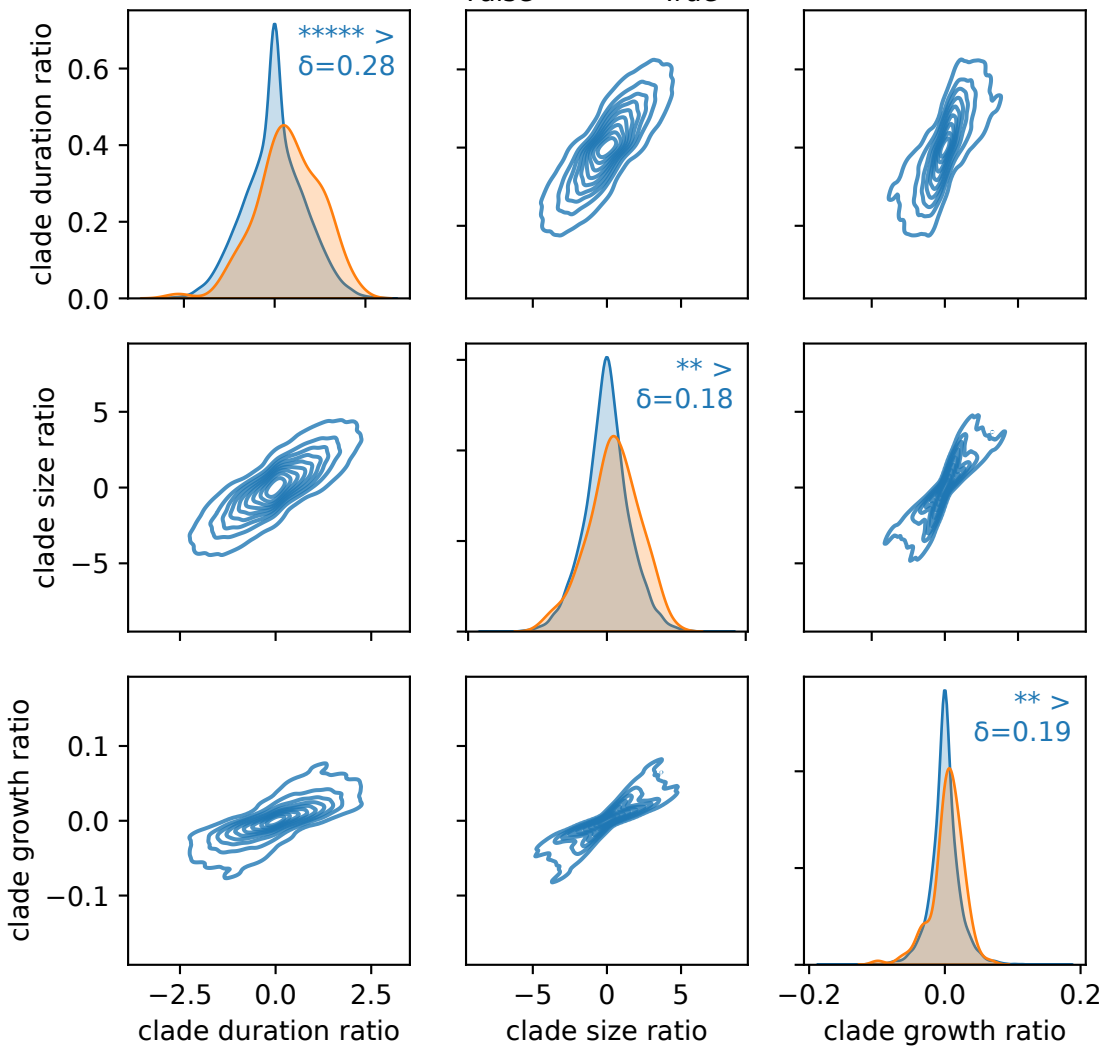 clade duration ratio
0.6
0.4
0.2
0.0
***** >
δ=0.28
clade size ratio
5
0
−5
** >
δ=0.18
clade growth ratio
0.1
0.0
−0.1
** >
δ=0.19
−2.5 0.0 2.5
−5 0 5
−0.2 0.0 0.2
clade duration ratio
clade size ratio
clade growth ratio